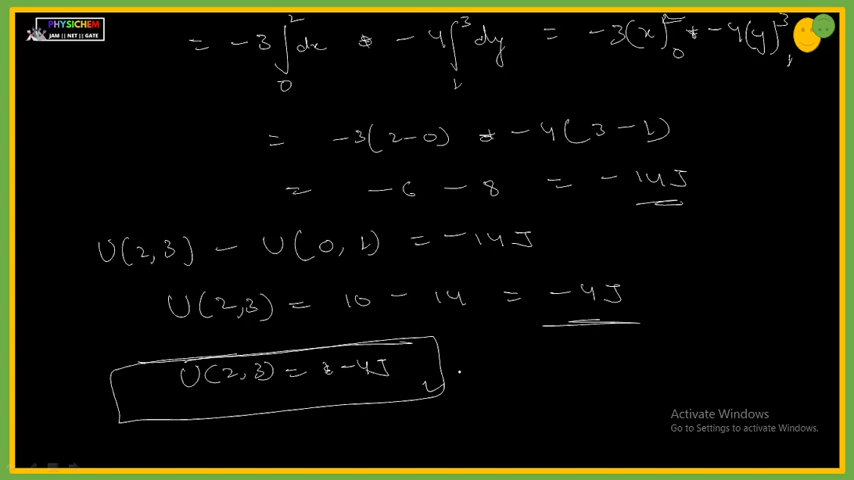 PHYSICHEM
JAM || NET || GATE
= -3 ∫₀² dx - 4 ∫₁³ dy = -3(x)₀² - 4(y)₁³
= -3(2-0) - 4(3-1)
= -6 - 8 = -14J
U(2,3) - U(0,1) = -14J
U(2,3) = 10 - 14 = -4J
U(2,3) = -4J
Activate Windows
Go to Settings to activate Windows.